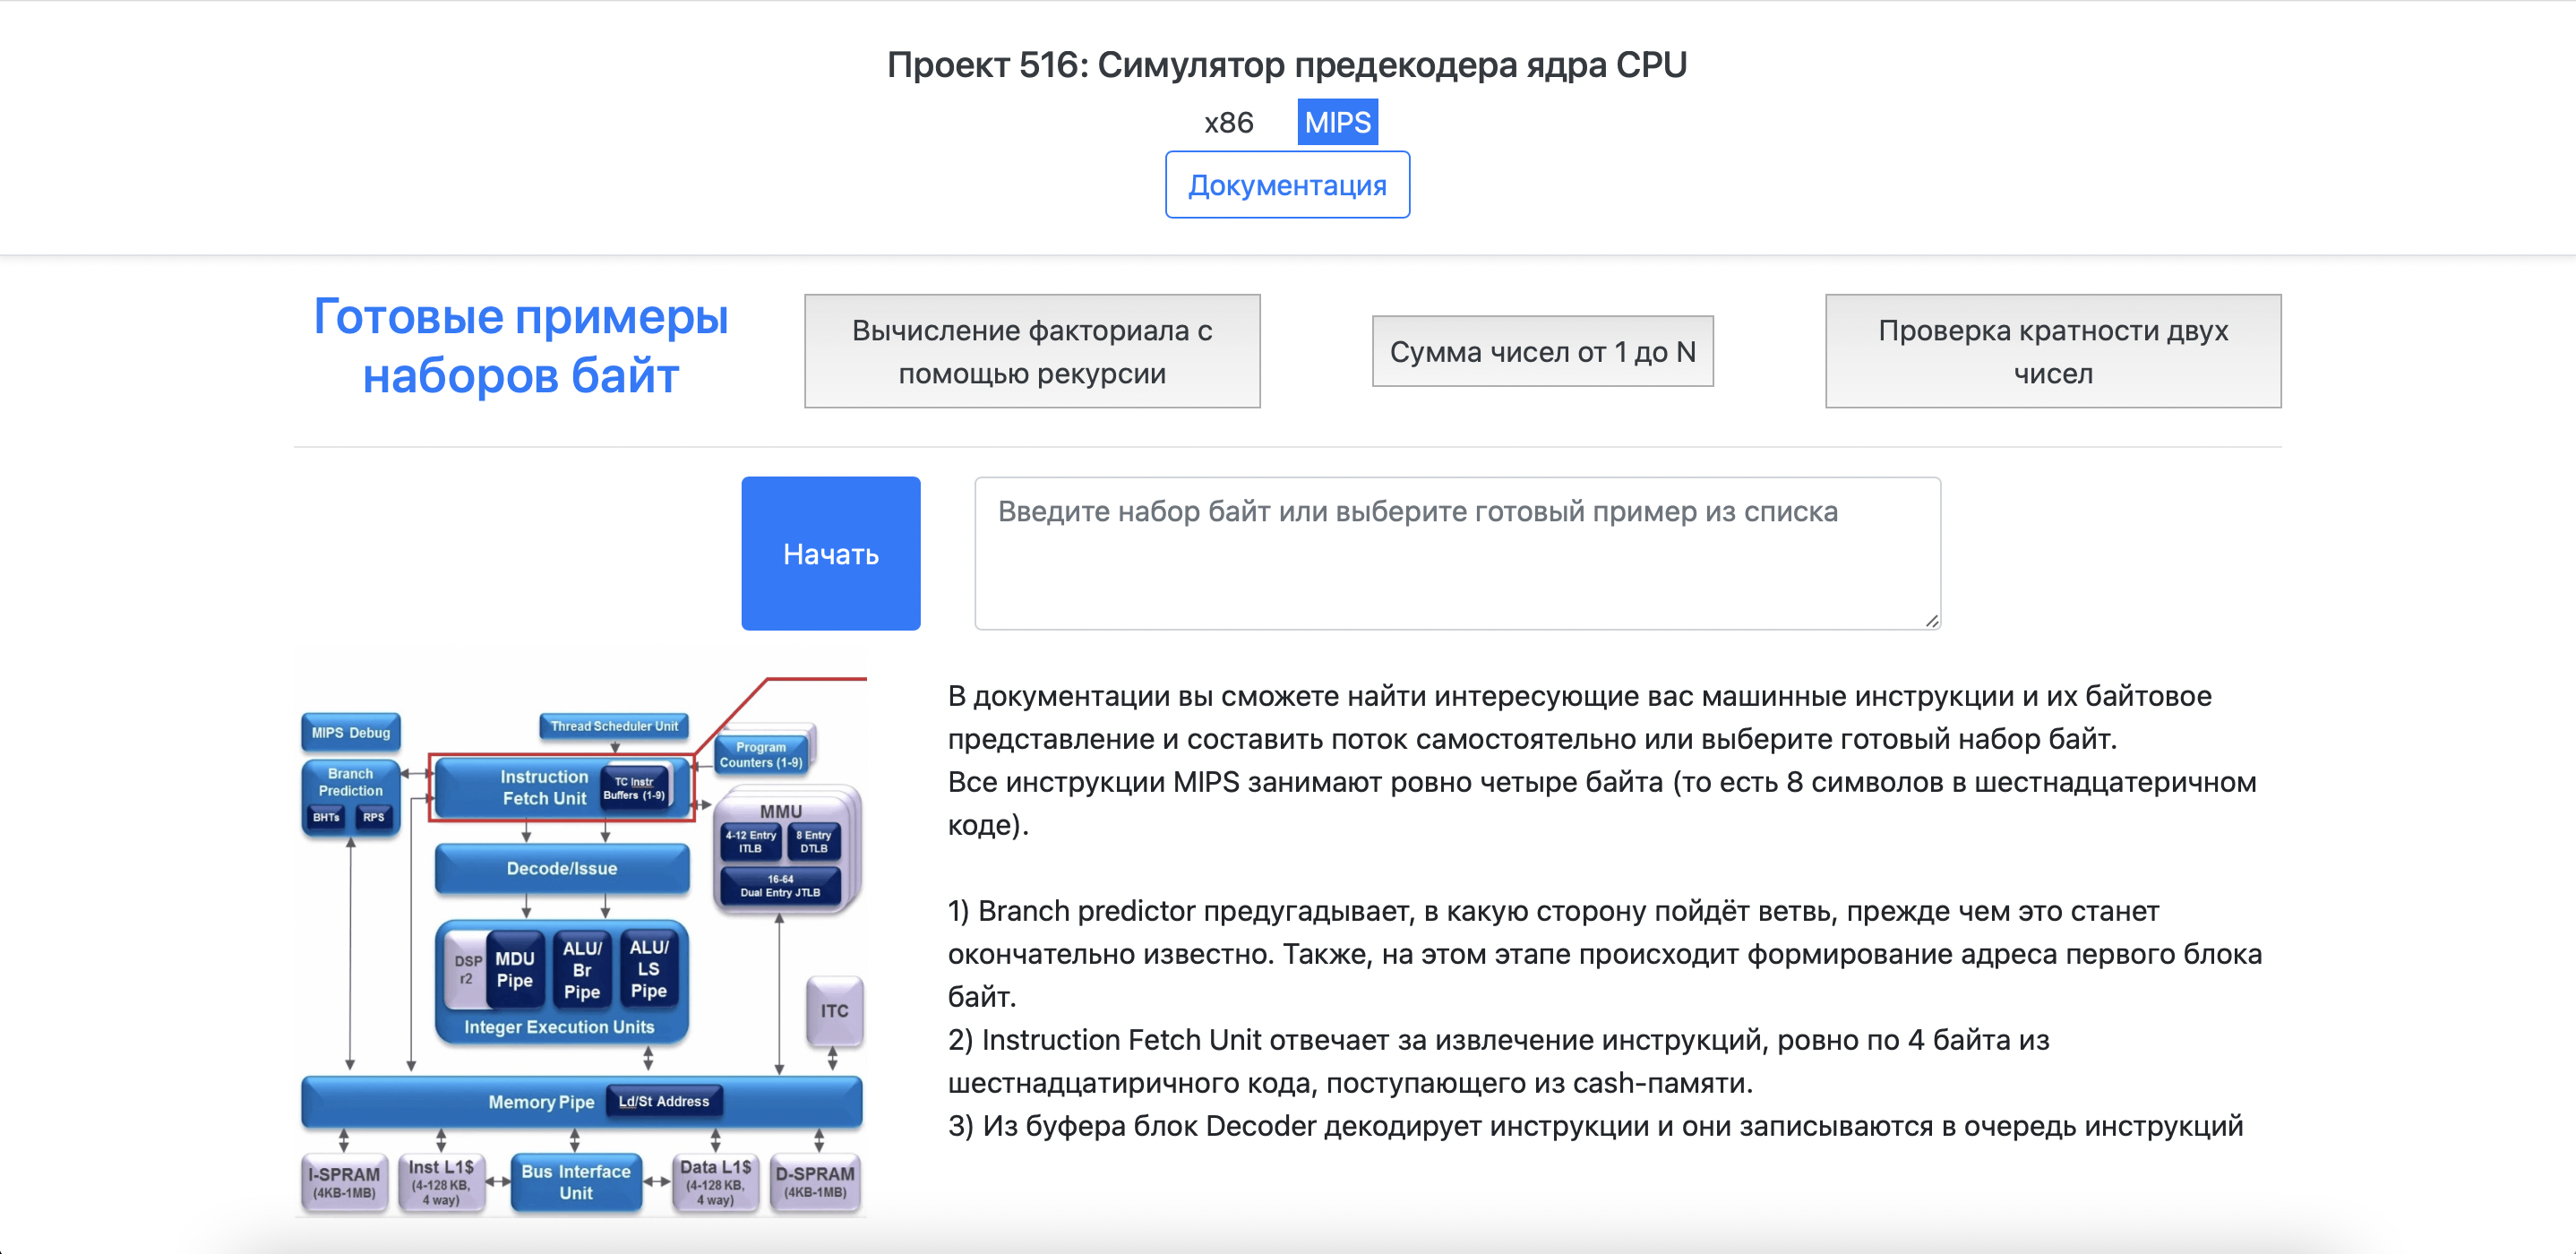 Проект 516: Симулятор предекодера ядра CPU
x86 MIPS
Документация
Готовые примеры
наборов байт
Вычисление факториала с
помощью рекурсии
Сумма чисел от 1 до N
Проверка кратности двух
чисел
Начать
Введите набор байт или выберите готовый пример из списка
MIPS Debug
Thread Scheduler Unit
Program
Counters (1-9)
Branch
Prediction
BHTs
RPS
Instruction
Fetch Unit
TC Instr
Buffers (1-9)
MMU
4-12 Entry
ITLB
8 Entry
DTLB
16-64
Dual Entry JTLB
Decode/Issue
DSP
r2
MDU
Pipe
ALU/
Br
Pipe
ALU/
LS
Pipe
Integer Execution Units
ITC
Memory Pipe
Ld/St Address
I-SPRAM
(4KB-1MB)
Inst L1$
(4-128 KB,
4 way)
Bus Interface
Unit
Data L1$
(4-128 KB,
4 way)
D-SPRAM
(4KB-1MB)
В документации вы сможете найти интересующие вас машинные инструкции и их байтовое
представление и составить поток самостоятельно или выберите готовый набор байт.
Все инструкции MIPS занимают ровно четыре байта (то есть 8 символов в шестнадцатеричном
коде).
1) Branch predictor предугадывает, в какую сторону пойдёт ветвь, прежде чем это станет
окончательно известно. Также, на этом этапе происходит формирование адреса первого блока
байт.
2) Instruction Fetch Unit отвечает за извлечение инструкций, ровно по 4 байта из
шестнадцатиричного кода, поступающего из cash-памяти.
3) Из буфера блок Decoder декодирует инструкции и они записываются в очередь инструкций